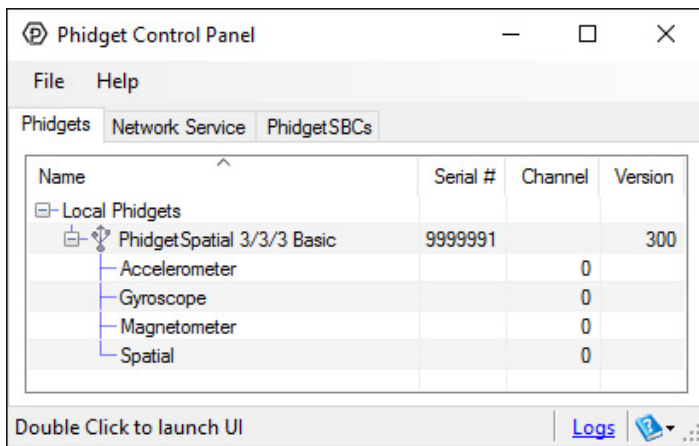 Phidget Control Panel
File Help
Phidgets Network Service PhidgetSBCs
Name Serial # Channel Version
Local Phidgets
PhidgetSpatial 3/3/3 Basic 9999991 300
Accelerometer 0
Gyroscope 0
Magnetometer 0
Spatial 0
Double Click to launch UI Logs